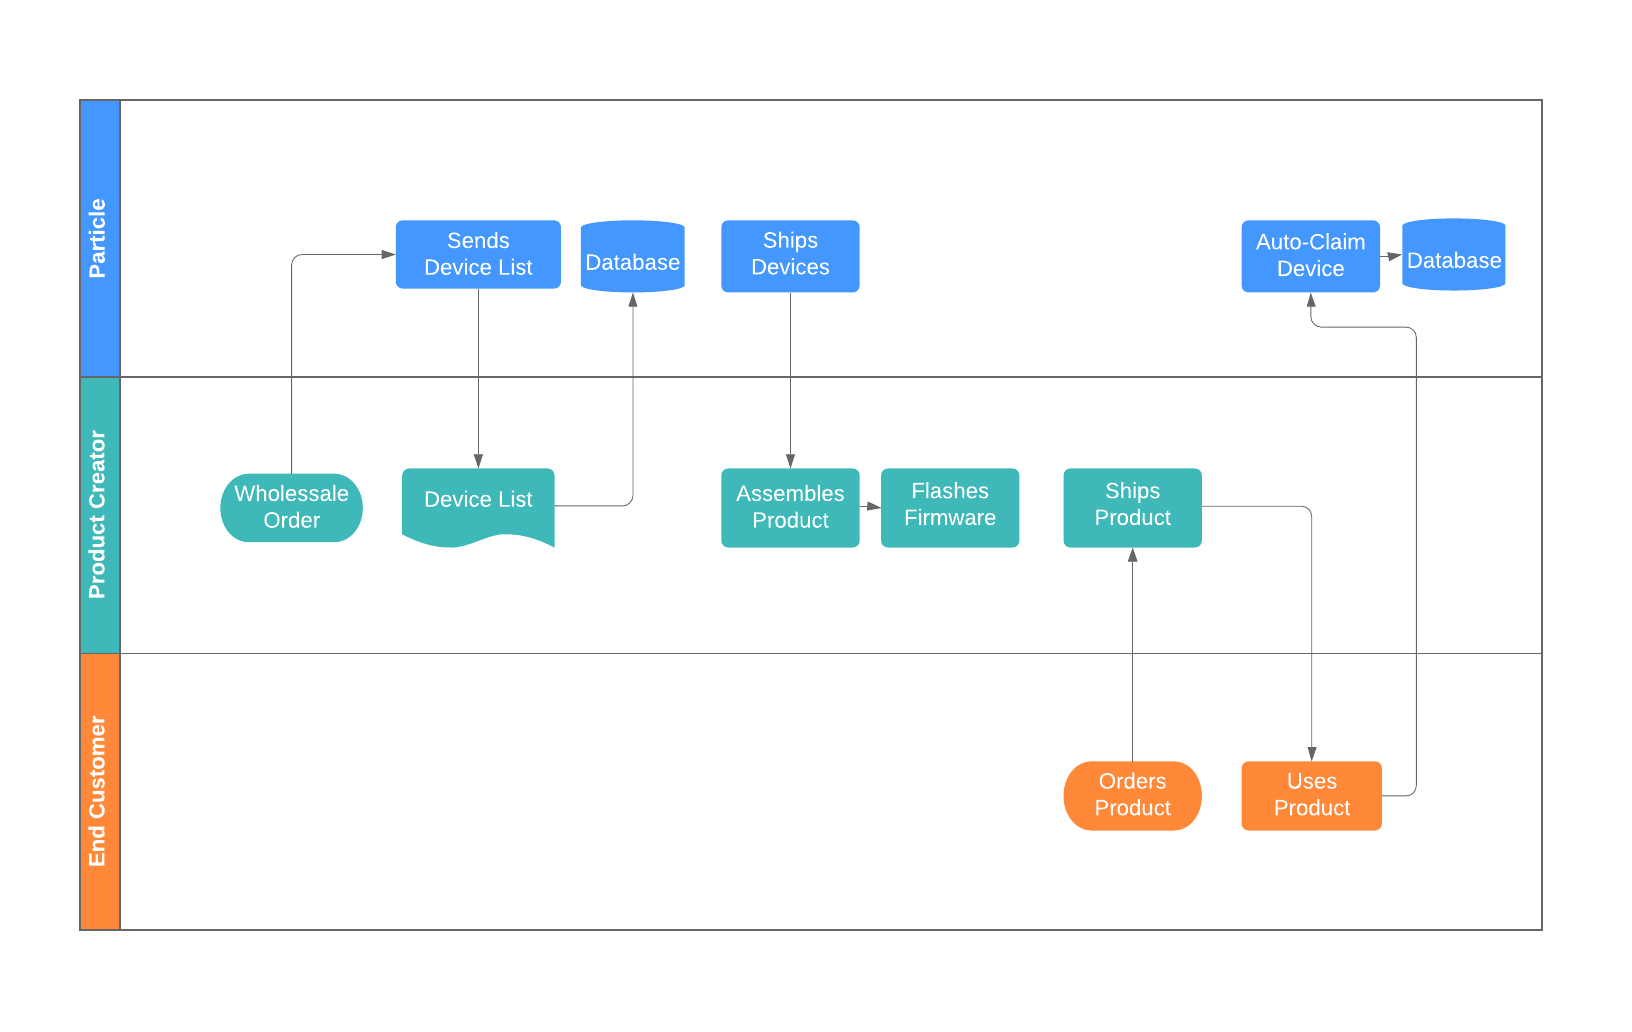 Particle
Sends
Device List
Database
Ships
Devices
Auto-Claim
Device
Database
Product Creator
Wholessale
Order
Device List
Assembles
Product
Flashes
Firmware
Ships
Product
End Customer
Orders
Product
Uses
Product